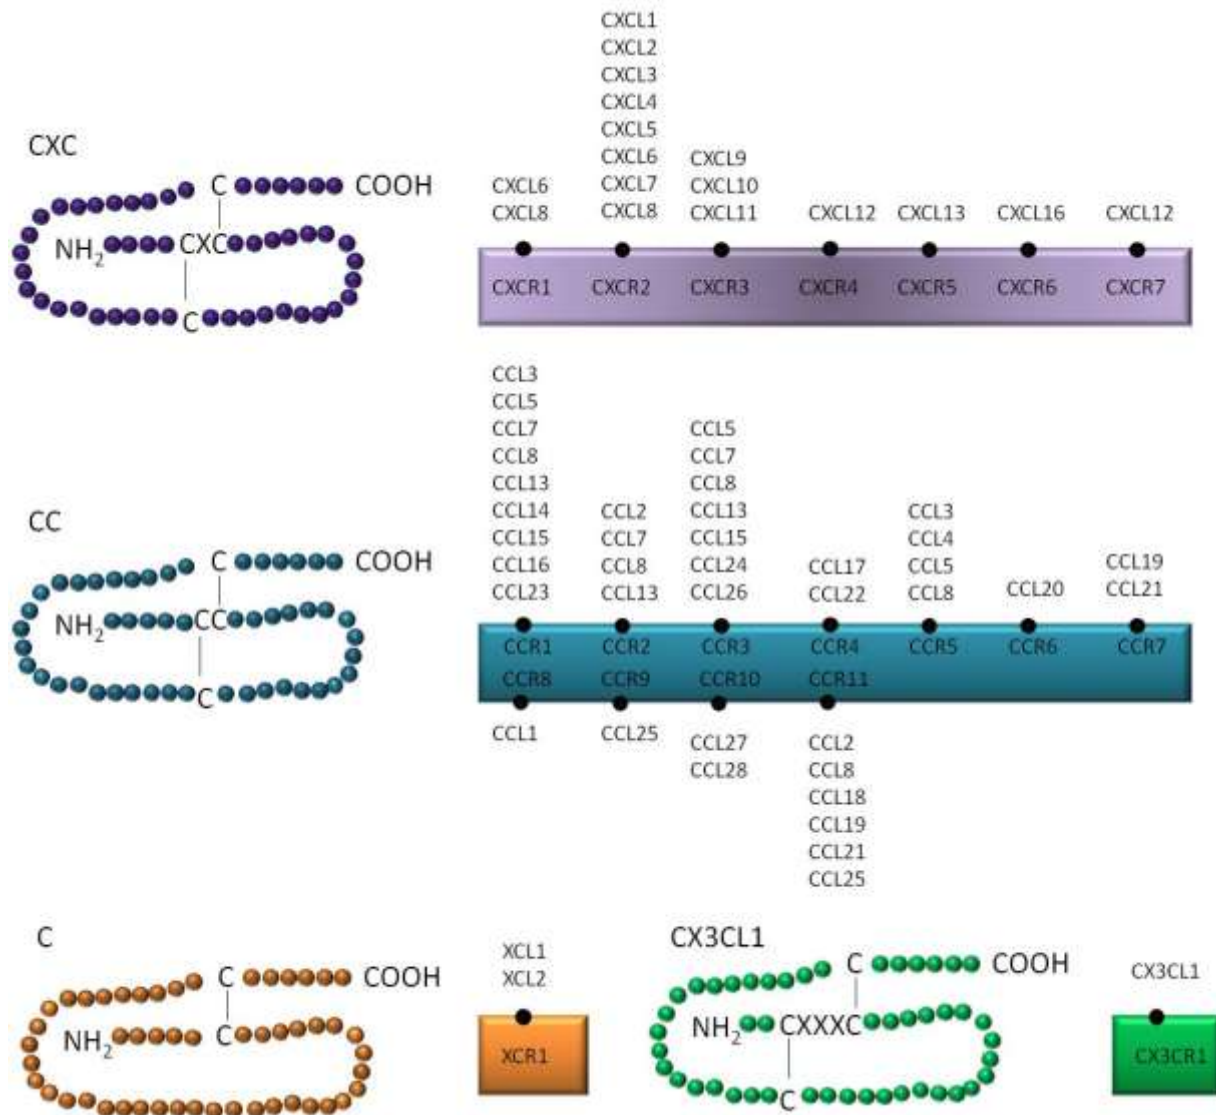 CXC
C
COOH
NH2
CXC
C
CXCL1
CXCL2
CXCL3
CXCL4
CXCL5
CXCL6
CXCL7
CXCL8
CXCL6
CXCL8
CXCL9
CXCL10
CXCL11
CXCL12
CXCL13
CXCL16
CXCL12
CXCR1
CXCR2
CXCR3
CXCR4
CXCR5
CXCR6
CXCR7
CC
C
COOH
NH2
CC
C
CCL3
CCL5
CCL7
CCL8
CCL13
CCL14
CCL15
CCL16
CCL23
CCL2
CCL7
CCL8
CCL13
CCL5
CCL7
CCL8
CCL13
CCL15
CCL24
CCL26
CCL17
CCL22
CCL3
CCL4
CCL5
CCL8
CCL20
CCL19
CCL21
CCR1
CCR2
CCR3
CCR4
CCR5
CCR6
CCR7
CCR8
CCR9
CCR10
CCR11
CCL1
CCL25
CCL27
CCL28
CCL2
CCL8
CCL18
CCL19
CCL21
CCL25
C
C
COOH
NH2
C
XCL1
XCL2
XCR1
CX3CL1
C
COOH
NH2
CXXXC
C
CX3CL1
CX3CR1